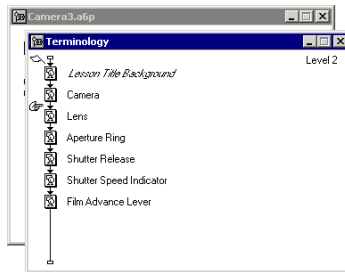 Camera3.a6p
Terminology
Level 2
Lesson Title Background
Camera
Lens
Aperture Ring
Shutter Release
Shutter Speed Indicator
Film Advance Lever